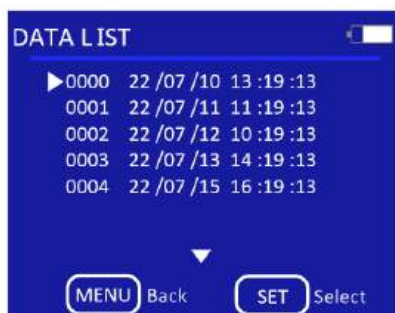 DATA LIST
0000 22 /07 /10 13 :19 :13
0001 22 /07 /11 11 :19 :13
0002 22 /07 /12 10 :19 :13
0003 22 /07 /13 14 :19 :13
0004 22 /07 /15 16 :19 :13
MENU Back SET Select